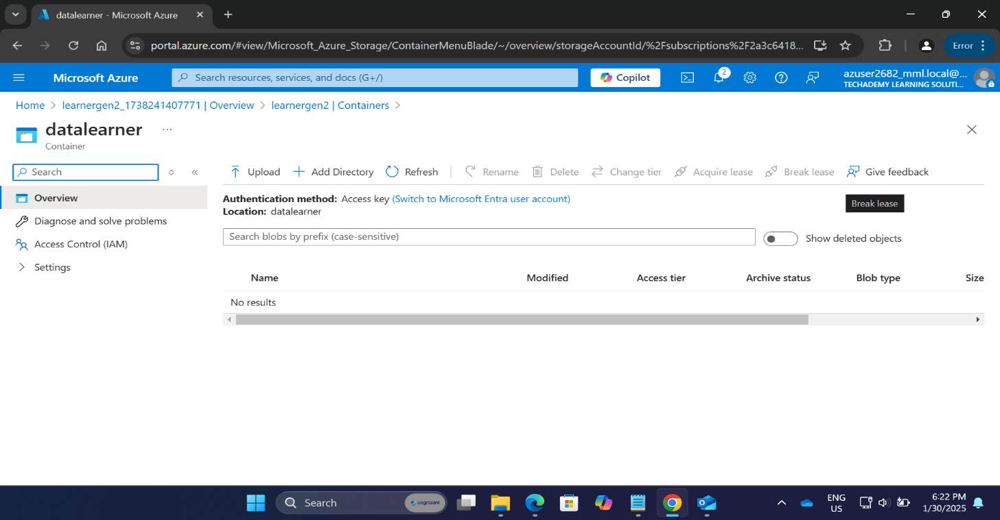 datalearner - Microsoft Azure
portal.azure.com/#view/Microsoft_Azure_Storage/ContainerMenuBlade/~/overview/storageAccountId/%2Fsubscriptions%2F2a3c6418...
Error
Microsoft Azure
Search resources, services, and docs (G+/)
Copilot
2
azuser2682_mml.local@...
TECHADEMY LEARNING SOLUTI...
Home > learnergen2_1738241407771 | Overview > learnergen2 | Containers >
datalearner ...
Container
Search
Upload
Add Directory
Refresh
Rename
Delete
Change tier
Acquire lease
Break lease
Give feedback
Overview
Diagnose and solve problems
Access Control (IAM)
Settings
Authentication method: Access key (Switch to Microsoft Entra user account)
Location: datalearner
Break lease
Search blobs by prefix (case-sensitive)
Show deleted objects
Name Modified Access tier Archive status Blob type Size
No results
Search
cognizant
ENG
US
6:22 PM
1/30/2025